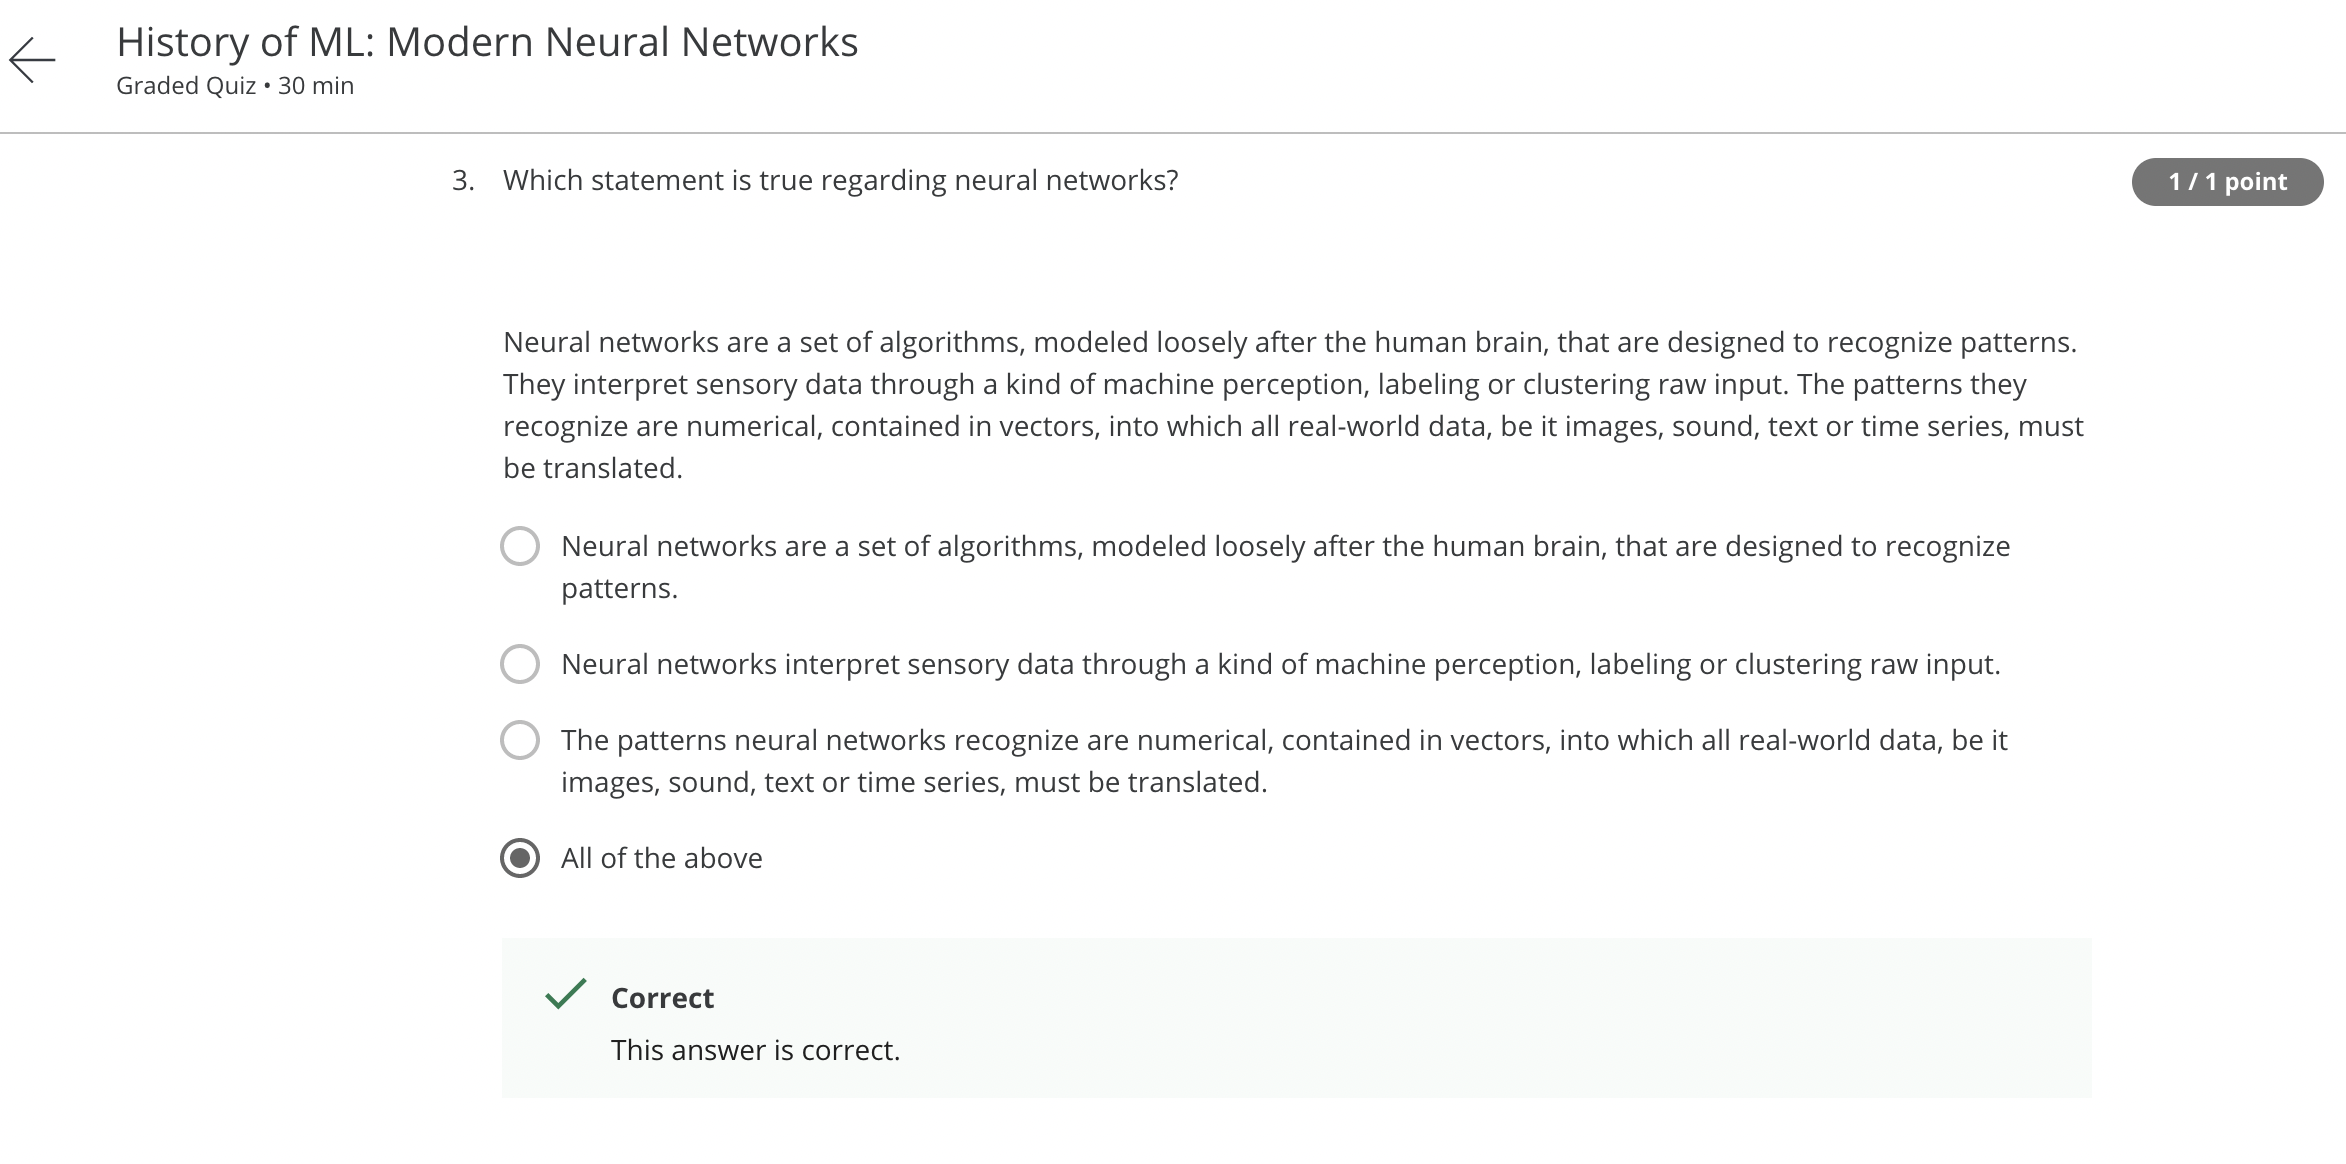 History of ML: Modern Neural Networks
Graded Quiz • 30 min
3. Which statement is true regarding neural networks?
1 / 1 point
Neural networks are a set of algorithms, modeled loosely after the human brain, that are designed to recognize patterns.
They interpret sensory data through a kind of machine perception, labeling or clustering raw input. The patterns they
recognize are numerical, contained in vectors, into which all real-world data, be it images, sound, text or time series, must
be translated.
Neural networks are a set of algorithms, modeled loosely after the human brain, that are designed to recognize
patterns.
Neural networks interpret sensory data through a kind of machine perception, labeling or clustering raw input.
The patterns neural networks recognize are numerical, contained in vectors, into which all real-world data, be it
images, sound, text or time series, must be translated.
All of the above
Correct
This answer is correct.